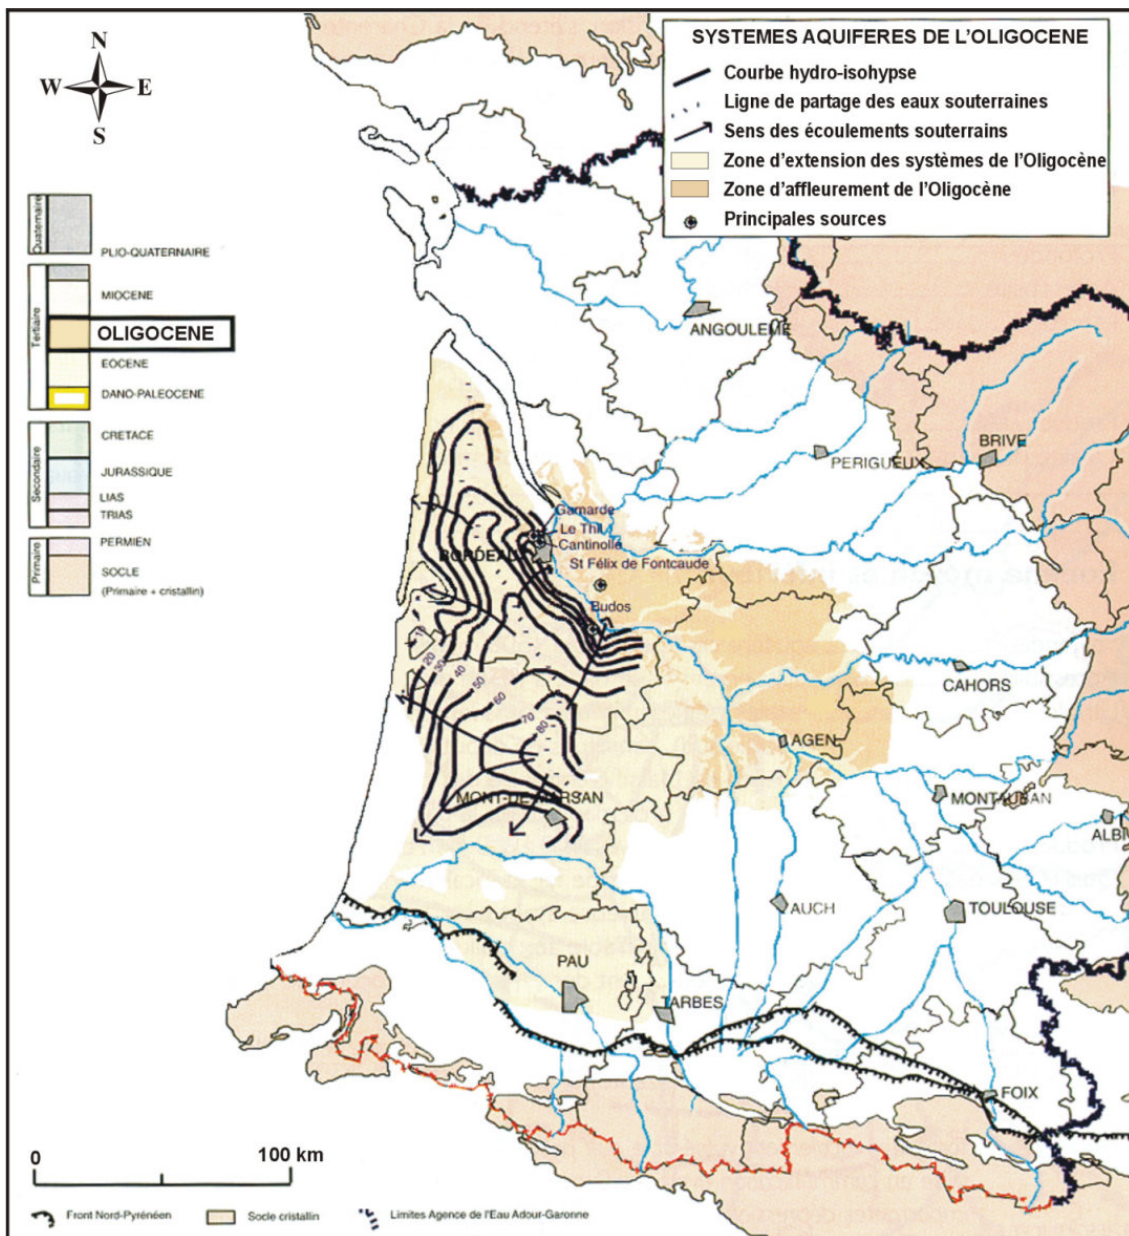 SYSTEMES AQUIFERES DE L'OLIGOCENE
Courbe hydro-isohypse
Ligne de partage des eaux souterraines
Sens des écoulements souterrains
Zone d'extension des systèmes de l'Oligocène
Zone d'affleurement de l'Oligocène
Principales sources
N
W E
S
Quaternaire
PLIO-QUATERNAIRE
Tertiaire
MIOCENE
OLIGOCENE
EOCENE
DANO-PALEOCENE
Secondaire
CRETACE
JURASSIQUE
LIAS
TRIAS
Primaire
PERMIEN
SOCLE
(Primaire + cristallin)
ANGOULEME
PERIGUEUX
BRIVE
Gamarde
Le Thil
Cantinolle
BORDEAUX
St Félix de Fontcaude
Budos
CAHORS
10
20
30
40
50
60
70
80
AGEN
MONT-DE-MARSAN
MONTAUBAN
ALBI
AUCH
TOULOUSE
PAU
TARBES
FOIX
0 100 km
Front Nord-Pyrénéen
Socle cristallin
Limites Agence de l'Eau Adour-Garonne